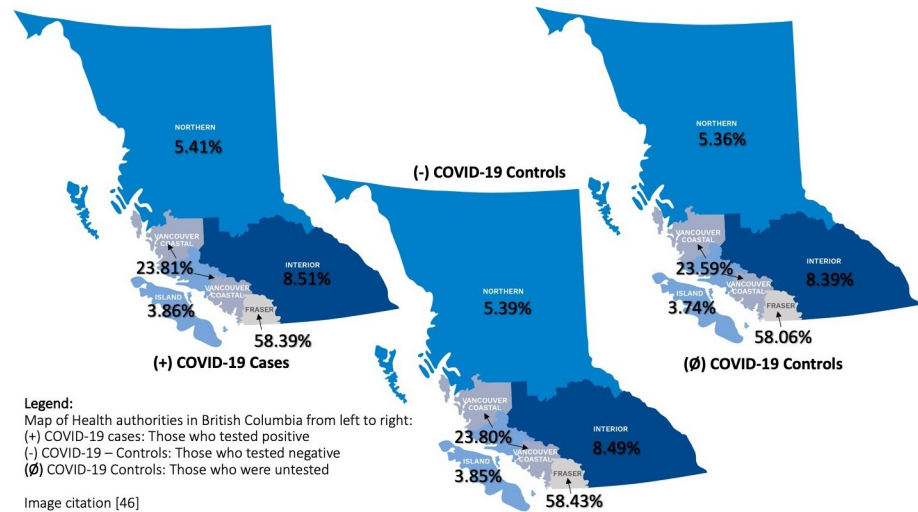 NORTHERN
5.41%
VANCOUVER
COASTAL
23.81%
INTERIOR
8.51%
VANCOUVER
COASTAL
ISLAND
3.86%
FRASER
58.39%
(+) COVID-19 Cases
(-) COVID-19 Controls
NORTHERN
5.39%
VANCOUVER
COASTAL
23.80%
INTERIOR
8.49%
VANCOUVER
COASTAL
ISLAND
3.85%
FRASER
58.43%
NORTHERN
5.36%
VANCOUVER
COASTAL
23.59%
INTERIOR
8.39%
VANCOUVER
COASTAL
ISLAND
3.74%
FRASER
58.06%
(Ø) COVID-19 Controls
Legend:
Map of Health authorities in British Columbia from left to right:
(+) COVID-19 cases: Those who tested positive
(-) COVID-19 – Controls: Those who tested negative
(Ø) COVID-19 Controls: Those who were untested
Image citation [46]